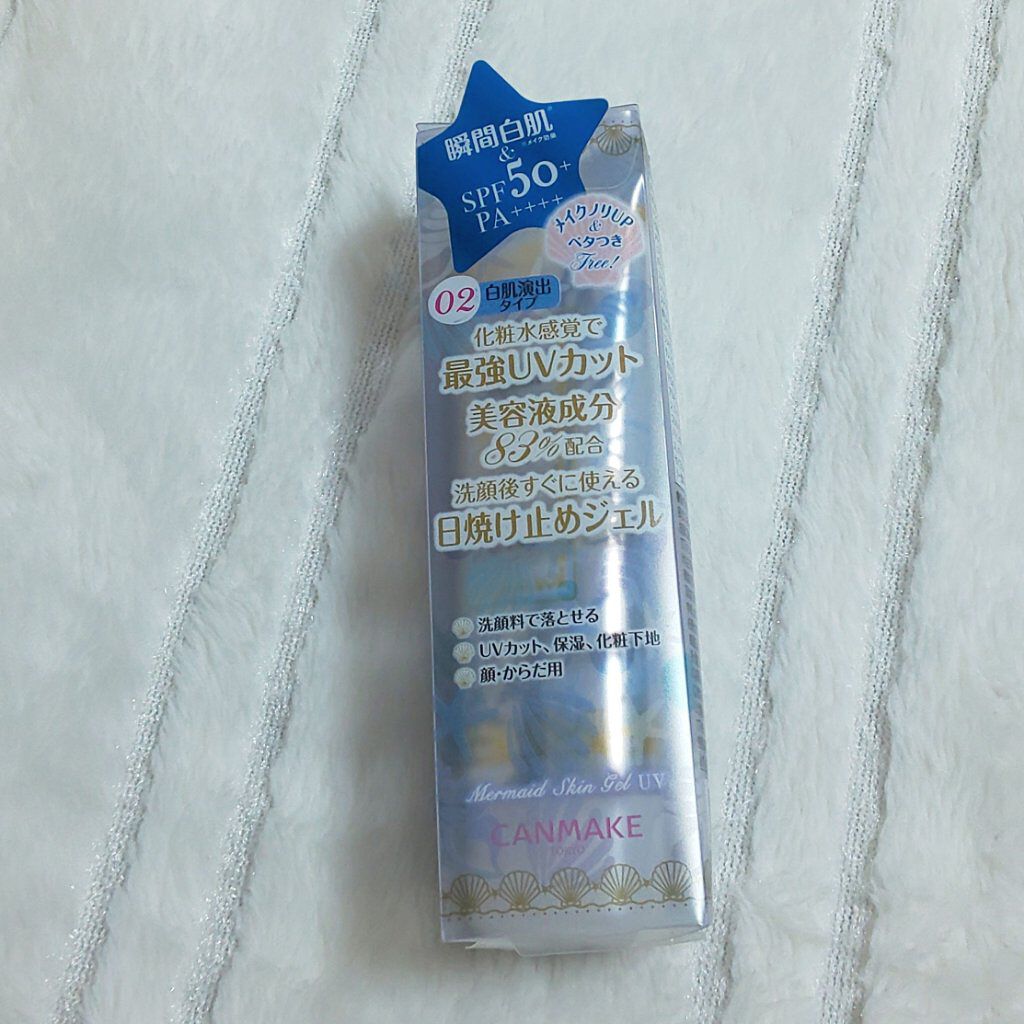 瞬間白肌※
※メイク効果
&
SPF50+
PA++++
メイクノリUP
&
ベタつき
Free!
02 白肌演出
タイプ
化粧水感覚で
最強UVカット
美容液成分
83%配合
洗顔後すぐに使える
日焼け止めジェル
洗顔料で落とせる
UVカット、保湿、化粧下地
顔・からだ用
Mermaid Skin Gel UV
CANMAKE
TOKYO